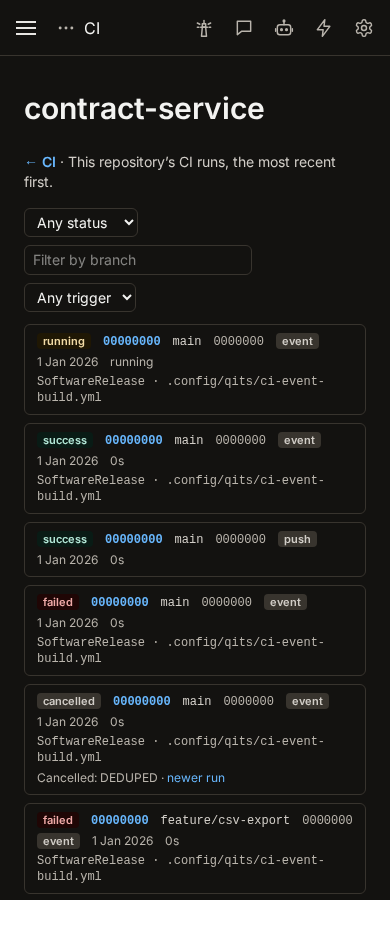 ··· CI
contract-service
← CI · This repository's CI runs, the most recent
first.
Any status
Filter by branch
Any trigger
running 00000000 main 0000000 event
1 Jan 2026 running
SoftwareRelease · .config/qits/ci-event-
build.yml
success 00000000 main 0000000 event
1 Jan 2026 0s
SoftwareRelease · .config/qits/ci-event-
build.yml
success 00000000 main 0000000 push
1 Jan 2026 0s
failed 00000000 main 0000000 event
1 Jan 2026 0s
SoftwareRelease · .config/qits/ci-event-
build.yml
cancelled 00000000 main 0000000 event
1 Jan 2026 0s
SoftwareRelease · .config/qits/ci-event-
build.yml
Cancelled: DEDUPED · newer run
failed 00000000 feature/csv-export 0000000
event 1 Jan 2026 0s
SoftwareRelease · .config/qits/ci-event-
build.yml